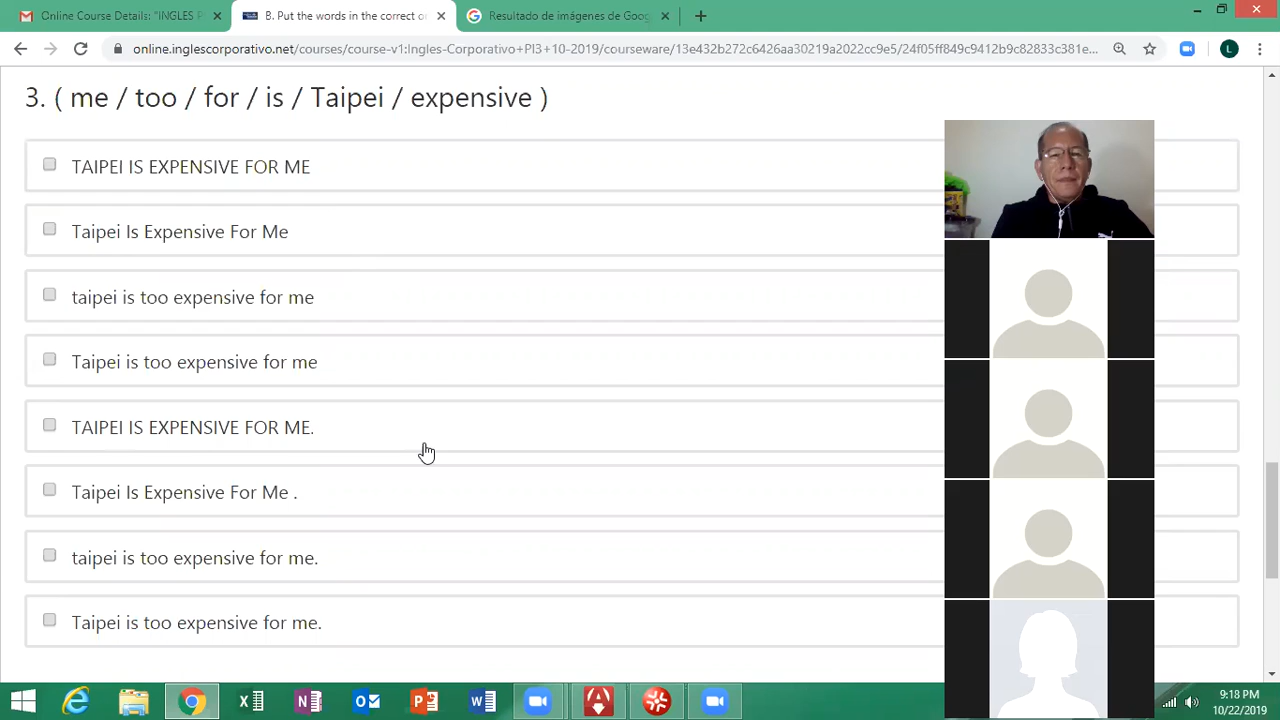 Online Course Details: "INGLES P
B. Put the words in the correct or
Resultado de imágenes de Goog
online.inglescorporativo.net/courses/course-v1:Ingles-Corporativo+PI3+10-2019/courseware/13e432b272c6426aa30219a2022cc9e5/24f05ff849c9412b9c82833c381e...
L
3. ( me / too / for / is / Taipei / expensive )
TAIPEI IS EXPENSIVE FOR ME
Taipei Is Expensive For Me
taipei is too expensive for me
Taipei is too expensive for me
TAIPEI IS EXPENSIVE FOR ME.
Taipei Is Expensive For Me .
taipei is too expensive for me.
Taipei is too expensive for me.
9:18 PM
10/22/2019